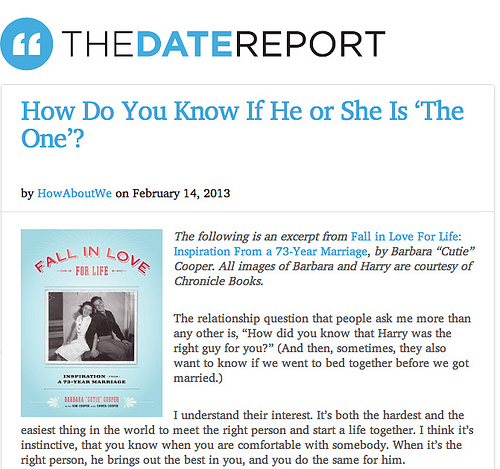 THEDATEREPORT
How Do You Know If He or She Is ‘The
One’?
by HowAboutWe on February 14, 2013
FALL IN LOVE
FOR LIFE
INSPIRATION FROM
A 73-YEAR MARRIAGE
BARBARA "CUTIE" COOPER
WITH KIM COOPER AND CHINTA COOPER
The following is an excerpt from Fall in Love For Life:
Inspiration From a 73-Year Marriage, by Barbara “Cutie”
Cooper. All images of Barbara and Harry are courtesy of
Chronicle Books.
The relationship question that people ask me more than
any other is, “How did you know that Harry was the
right guy for you?” (And then, sometimes, they also
want to know if we went to bed together before we got
married.)
I understand their interest. It’s both the hardest and the
easiest thing in the world to meet the right person and start a life together. I think it’s
instinctive, that you know when you are comfortable with somebody. When it’s the
right person, he brings out the best in you, and you do the same for him.